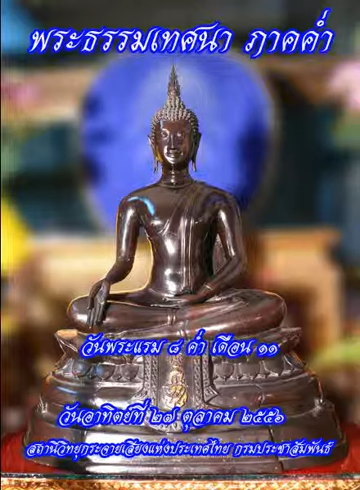 พระธรรมเทศนา ภาคค่ำ
วันพระแรม ๘ ค่ำ เดือน ๑๑
วันอาทิตย์ที่ ๒๗ ตุลาคม ๒๕๕๖
สถานีวิทยุกระจายเสียงแห่งประเทศไทย กรมประชาสัมพันธ์